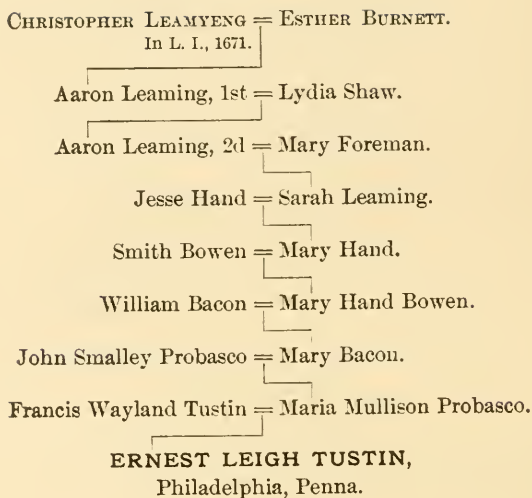 CHRISTOPHER LEAMYENG = ESTHER BURNETT.
In L. I., 1671.
Aaron Leaming, 1st = Lydia Shaw.
Aaron Leaming, 2d = Mary Foreman.
Jesse Hand = Sarah Leaming.
Smith Bowen = Mary Hand.
William Bacon = Mary Hand Bowen.
John Smalley Probasco = Mary Bacon.
Francis Wayland Tustin = Maria Mullison Probasco.
ERNEST LEIGH TUSTIN,
Philadelphia, Penna.